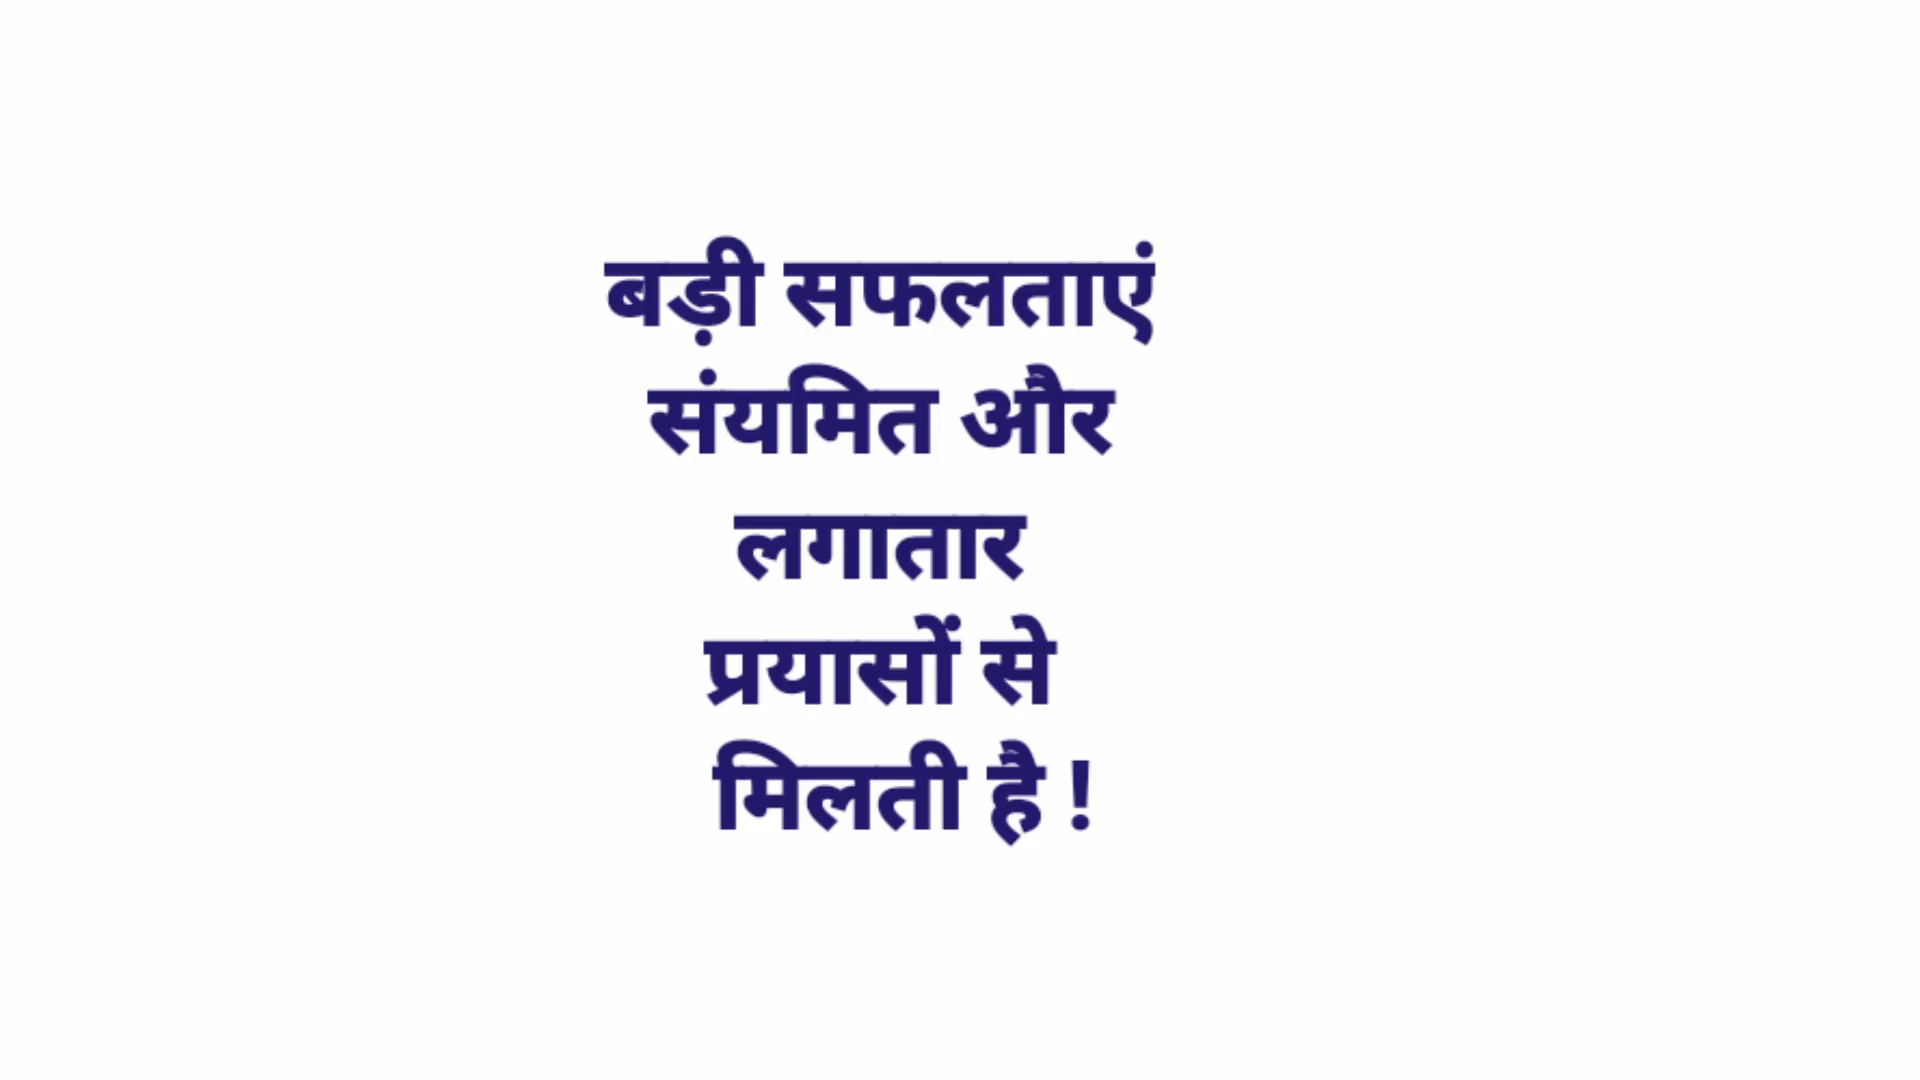 बड़ी सफलताएं
संयमित और
लगातार
प्रयासों से
मिलती है !